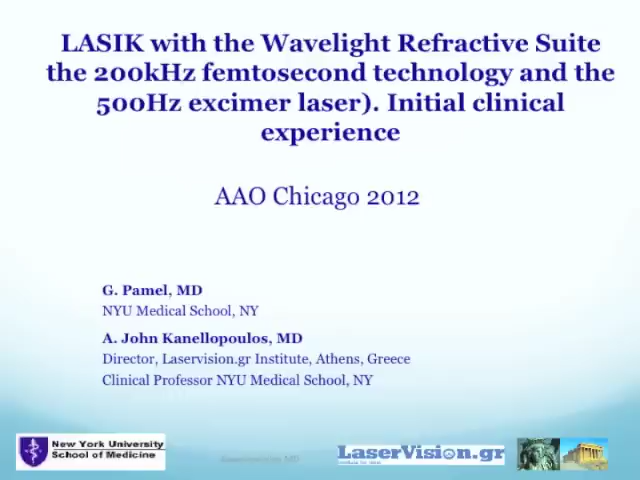 LASIK with the Wavelight Refractive Suite
the 200kHz femtosecond technology and the
500Hz excimer laser). Initial clinical
experience
AAO Chicago 2012
G. Pamel, MD
NYU Medical School, NY
A. John Kanellopoulos, MD
Director, Laservision.gr Institute, Athens, Greece
Clinical Professor NYU Medical School, NY
New York University
School of Medicine
MD
LaserVision.gr